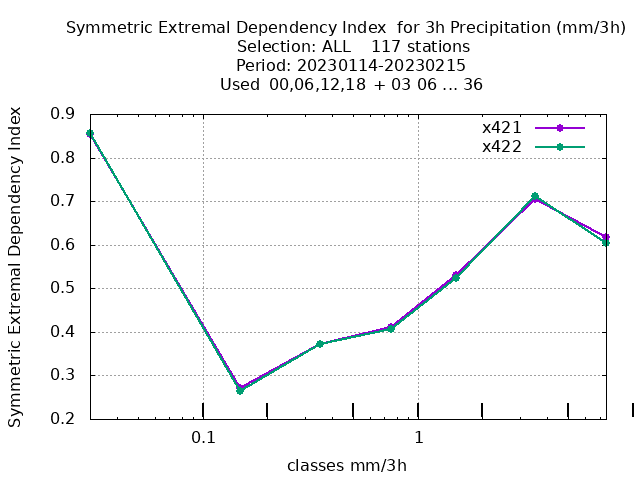 Symmetric Extremal Dependency Index  for 3h Precipitation (mm/3h)
Selection: ALL    117 stations
Period: 20230114-20230215
Used  00,06,12,18  + 03 06 ... 36
Symmetric Extremal Dependency Index
0.9
0.8
0.7
0.6
0.5
0.4
0.3
0.2
x421
x422
0.1
1
classes mm/3h